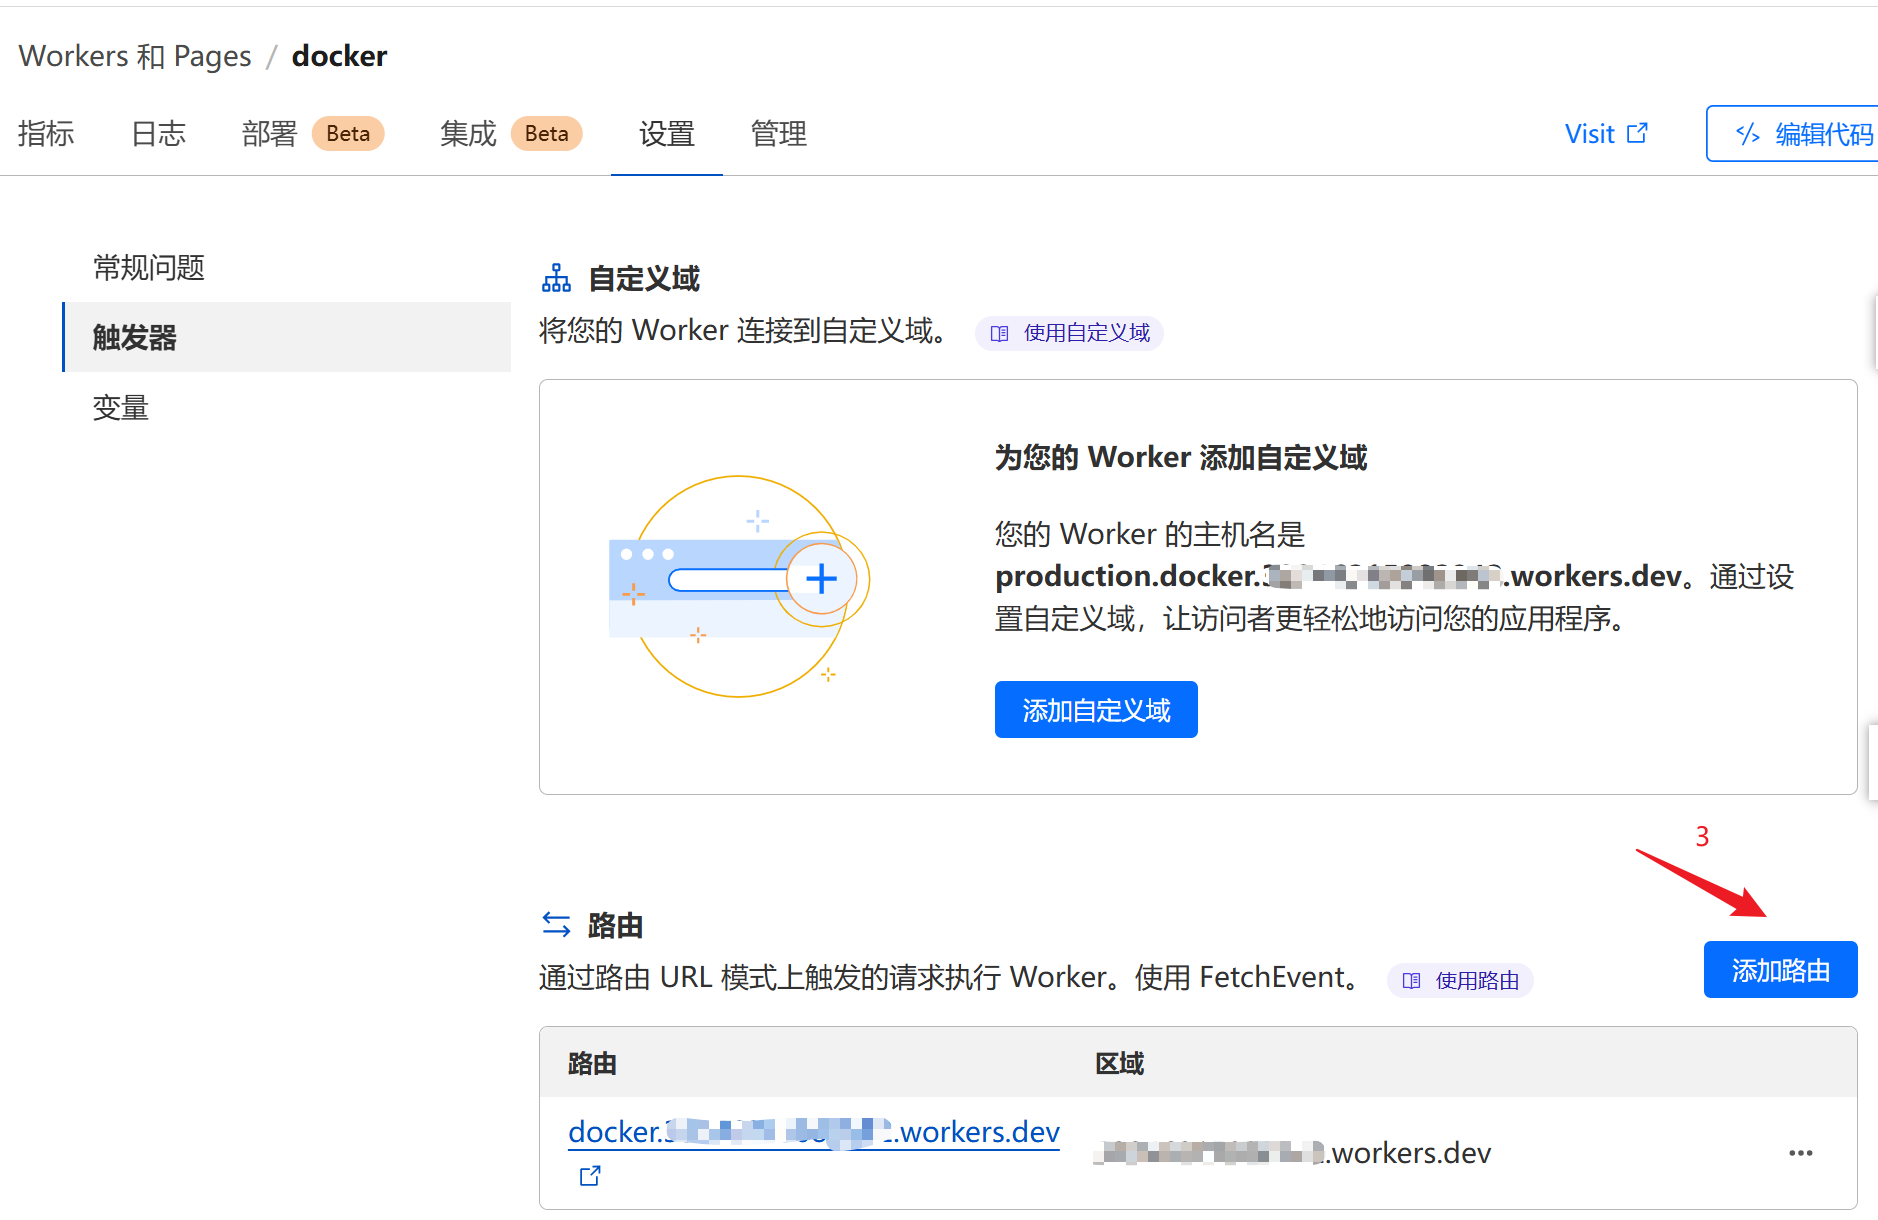 Workers 和 Pages / docker
指标 日志 部署 Beta 集成 Beta 设置 管理 Visit 编辑代码
常规问题
触发器
变量
自定义域
将您的 Worker 连接到自定义域。 使用自定义域
为您的 Worker 添加自定义域
您的 Worker 的主机名是
production.docker. .workers.dev。通过设
置自定义域，让访问者更轻松地访问您的应用程序。
添加自定义域
3
路由
通过路由 URL 模式上触发的请求执行 Worker。使用 FetchEvent。 使用路由
添加路由
路由 区域
docker. .workers.dev
.workers.dev